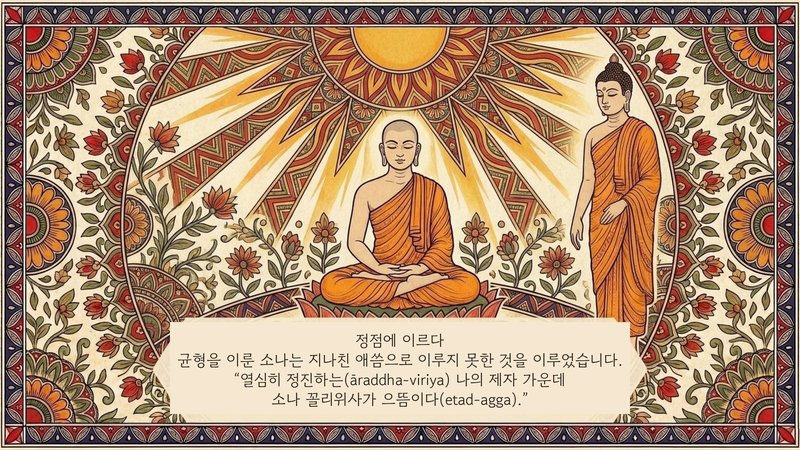 정점에 이르다
균형을 이룬 소나는 지나친 애씀으로 이루지 못한 것을 이루었습니다.
“열심히 정진하는(āraddha-viriya) 나의 제자 가운데
소나 꼴리위사가 으뜸이다(etad-agga).”